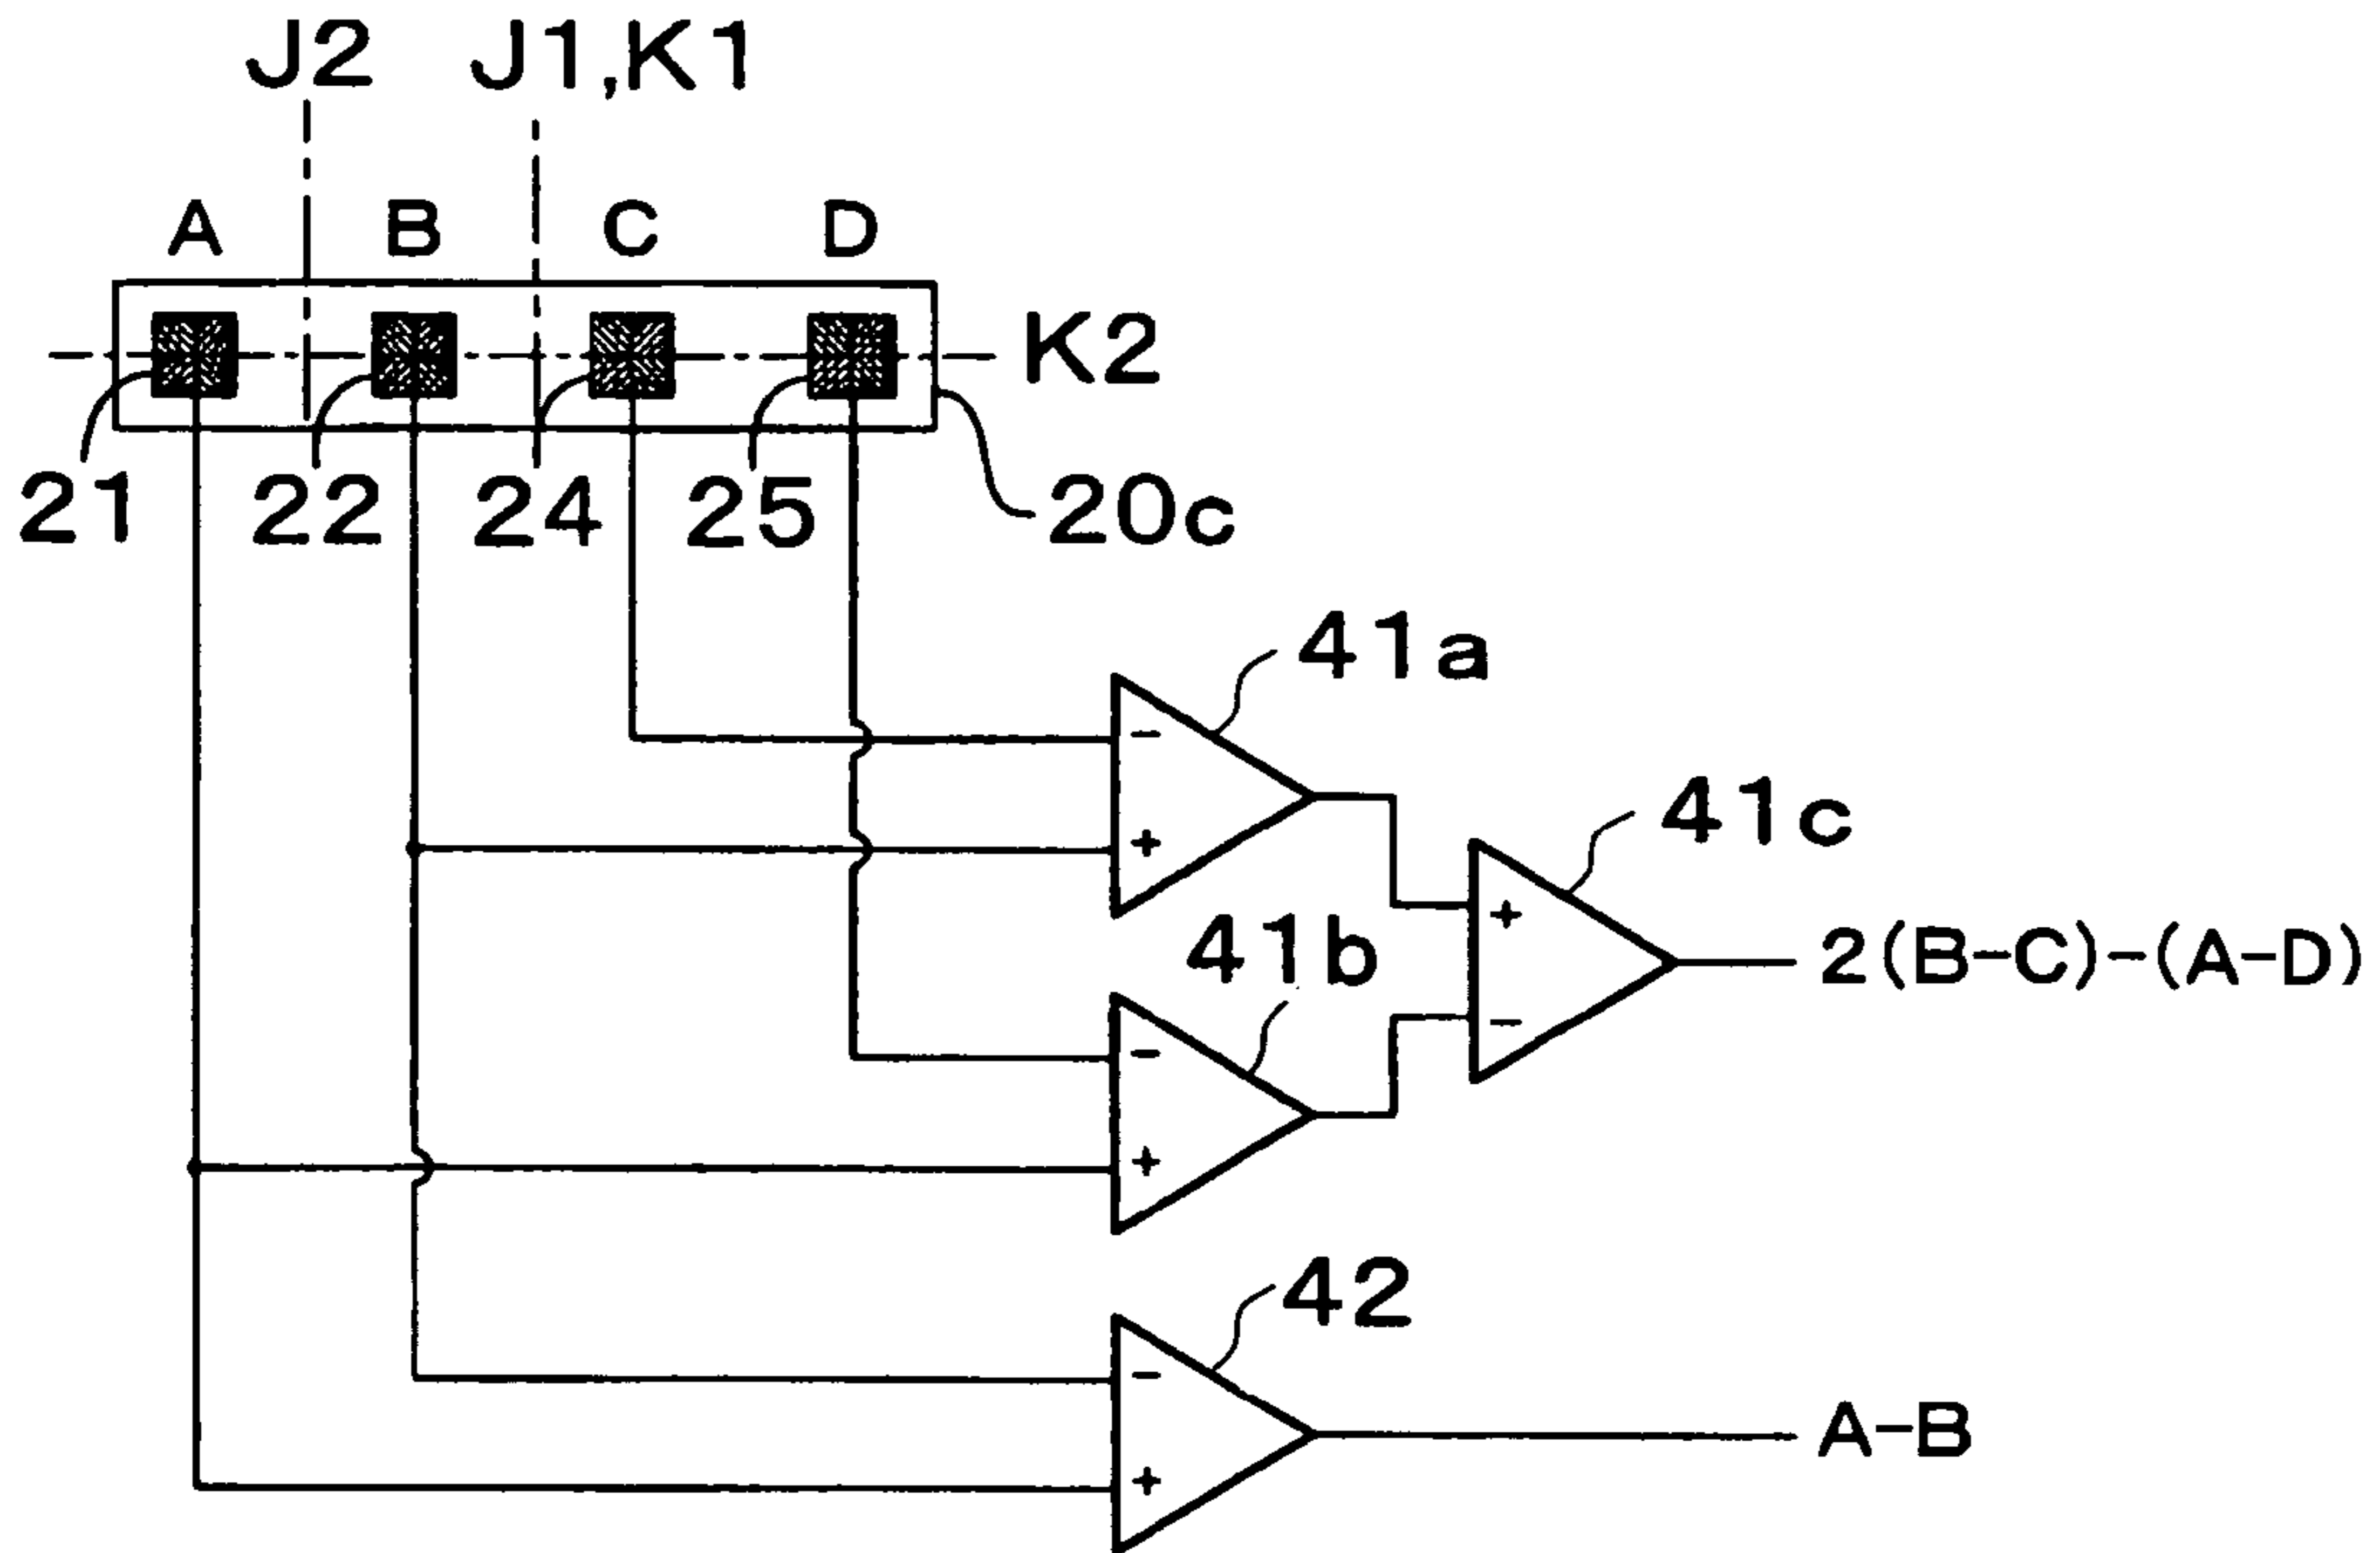 J2 J1,K1
A B C D
K2
21 22 24 25 20c
41a
-
+
41c
+
2(B-C)-(A-D)
-
41b
-
+
42
-
A-B
+